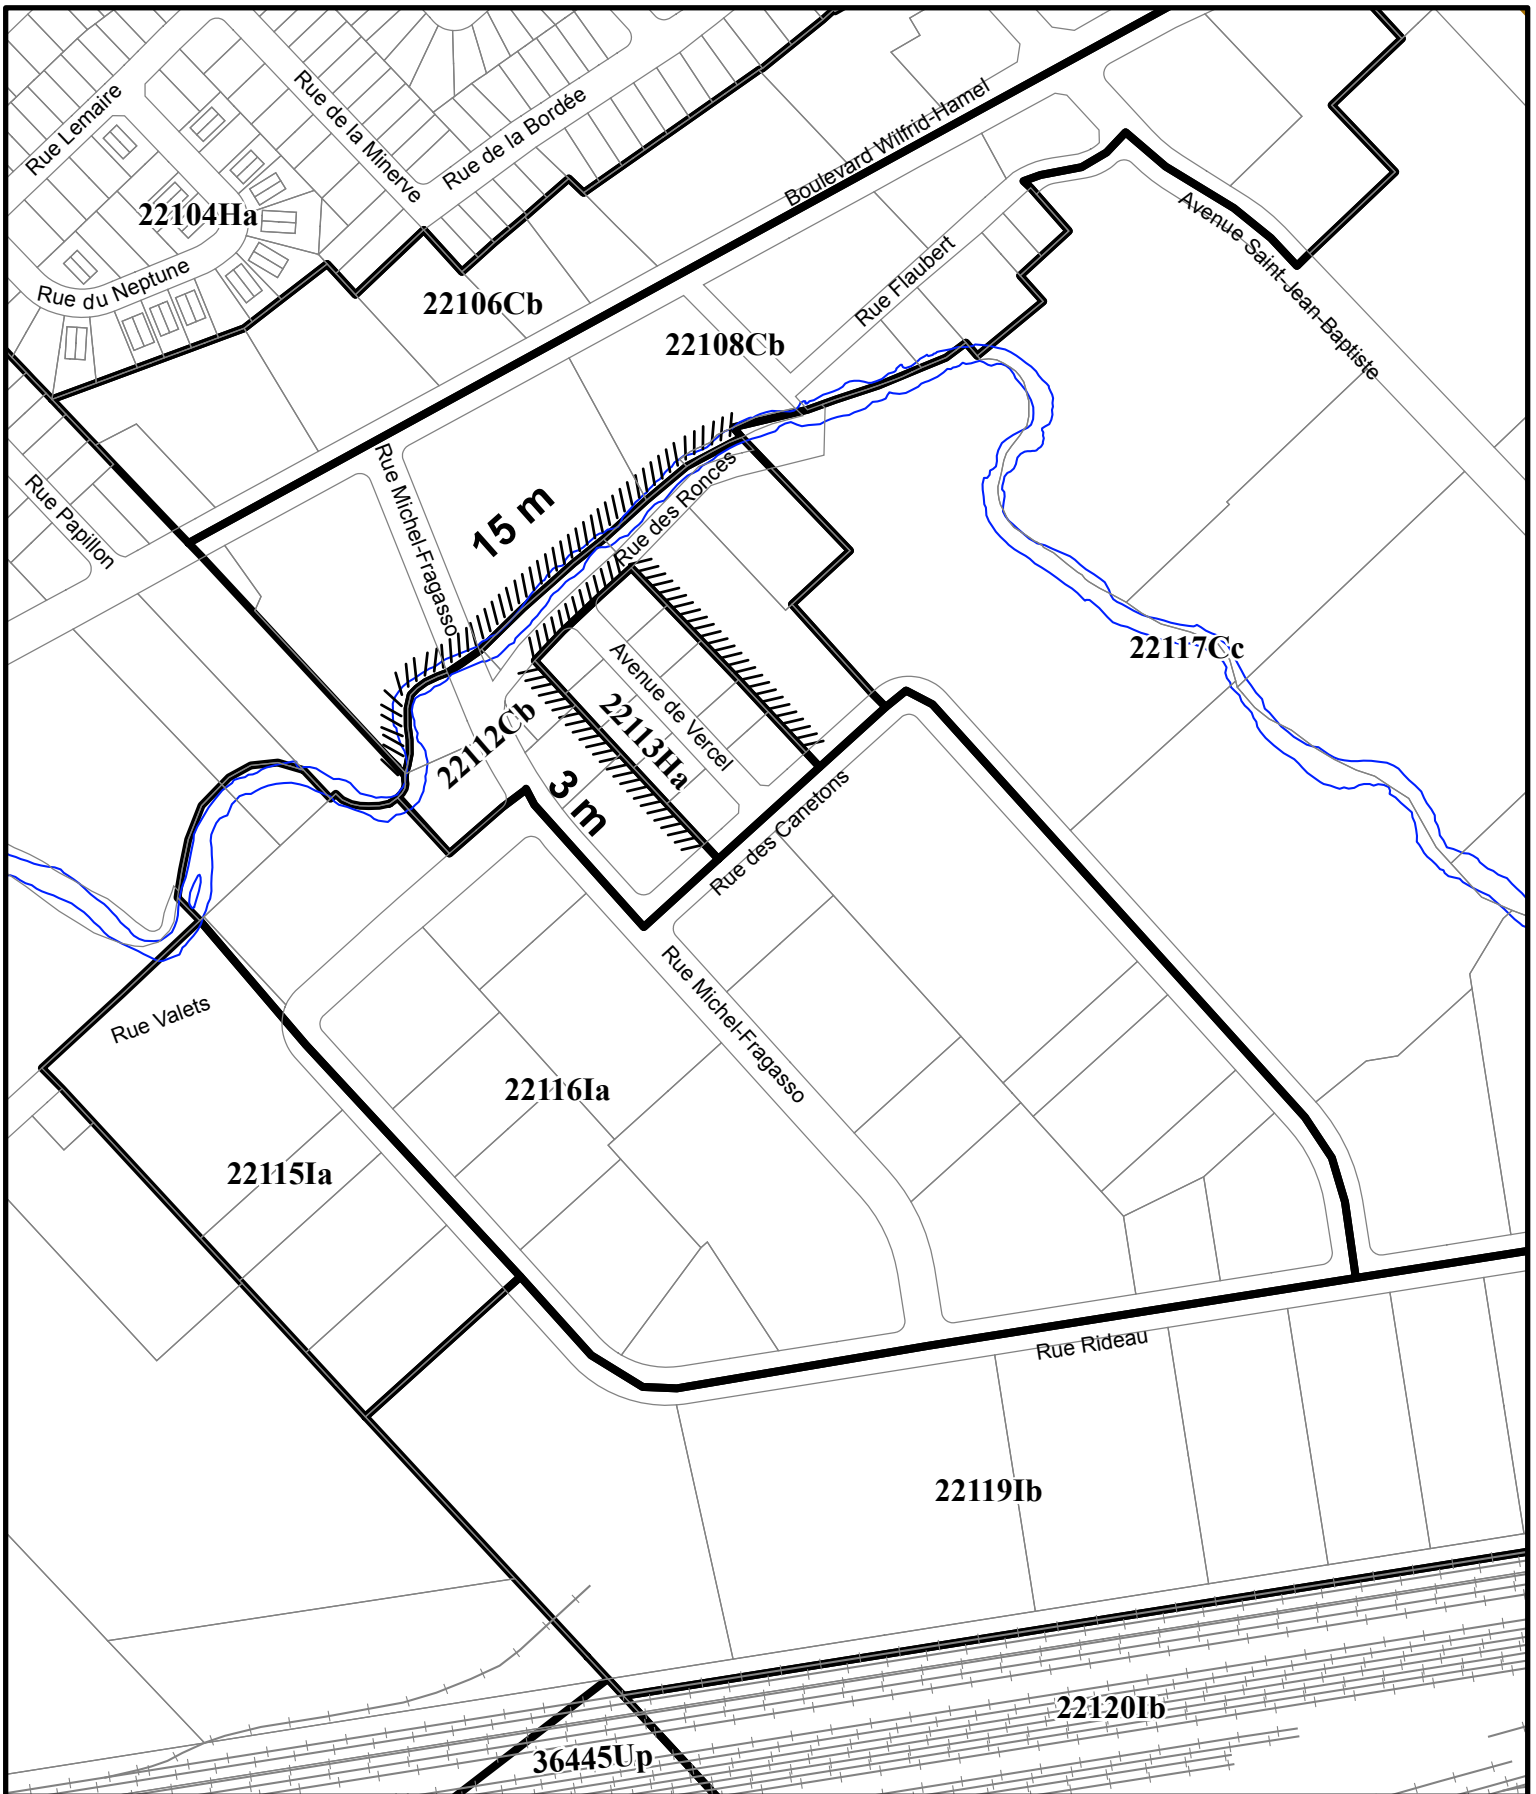 Rue Lemaire
Rue de la Minerve
Rue de la Bordée
Boulevard Wilfrid-Hamel
22104Ha
Avenue Saint-Jean-Baptiste
Rue du Neptune
22106Cb
Rue Flaubert
22108Cb
Rue Papillon
Rue Michel-Fragasso
15 m
Rue des Ronces
22117Cc
Avenue de Vercel
22113Ha
22112Cb
3 m
Rue des Canetons
Rue Valets
Rue Michel-Fragasso
22116Ia
22115Ia
Rue Rideau
22119Ib
22120Ib
36445Up